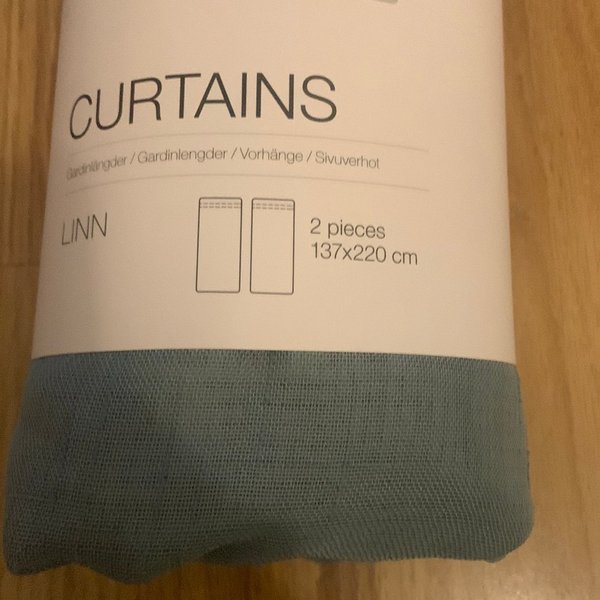 CURTAINS
Gardinlängder / Gardinlengder / Vorhänge / Sivuverhot
LINN
2 pieces
137x220 cm